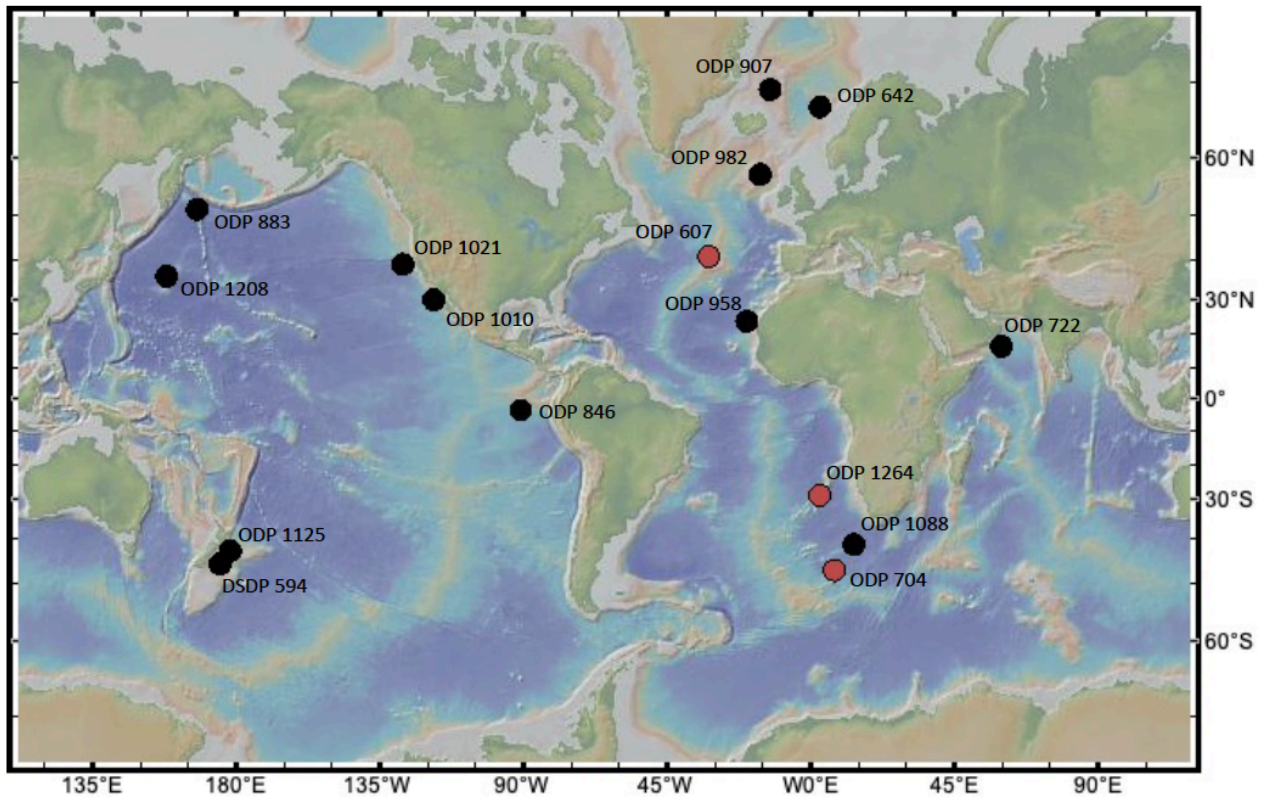 ODP 907
ODP 642
ODP 982
60°N
ODP 883
ODP 607
ODP 1021
ODP 1208
30°N
ODP 958
ODP 1010
ODP 722
0°
ODP 846
ODP 1264
30°S
ODP 1125
ODP 1088
DSDP 594
ODP 704
60°S
135°E 180°E 135°W 90°W 45°W W0°E 45°E 90°E